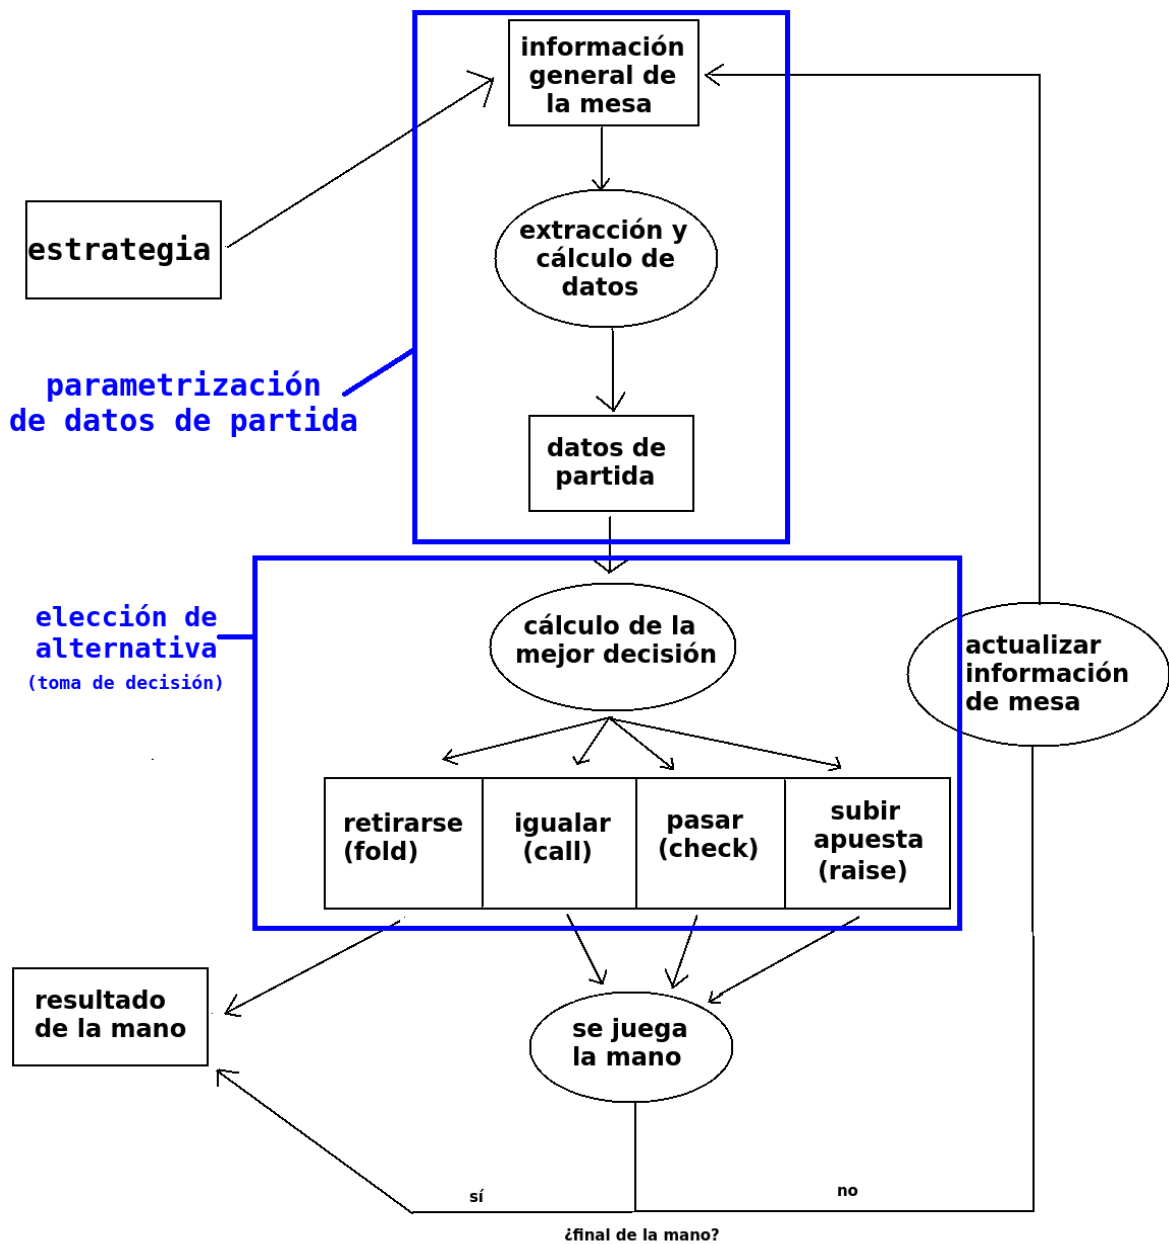 información
general de
la mesa
estrategia
extracción y
cálculo de
datos
parametrización
de datos de partida
datos de
partida
elección de
alternativa
(toma de decisión)
cálculo de la
mejor decisión
actualizar
información
de mesa
retirarse
(fold)
igualar
(call)
pasar
(check)
subir
apuesta
(raise)
resultado
de la mano
se juega
la mano
sí
no
¿final de la mano?